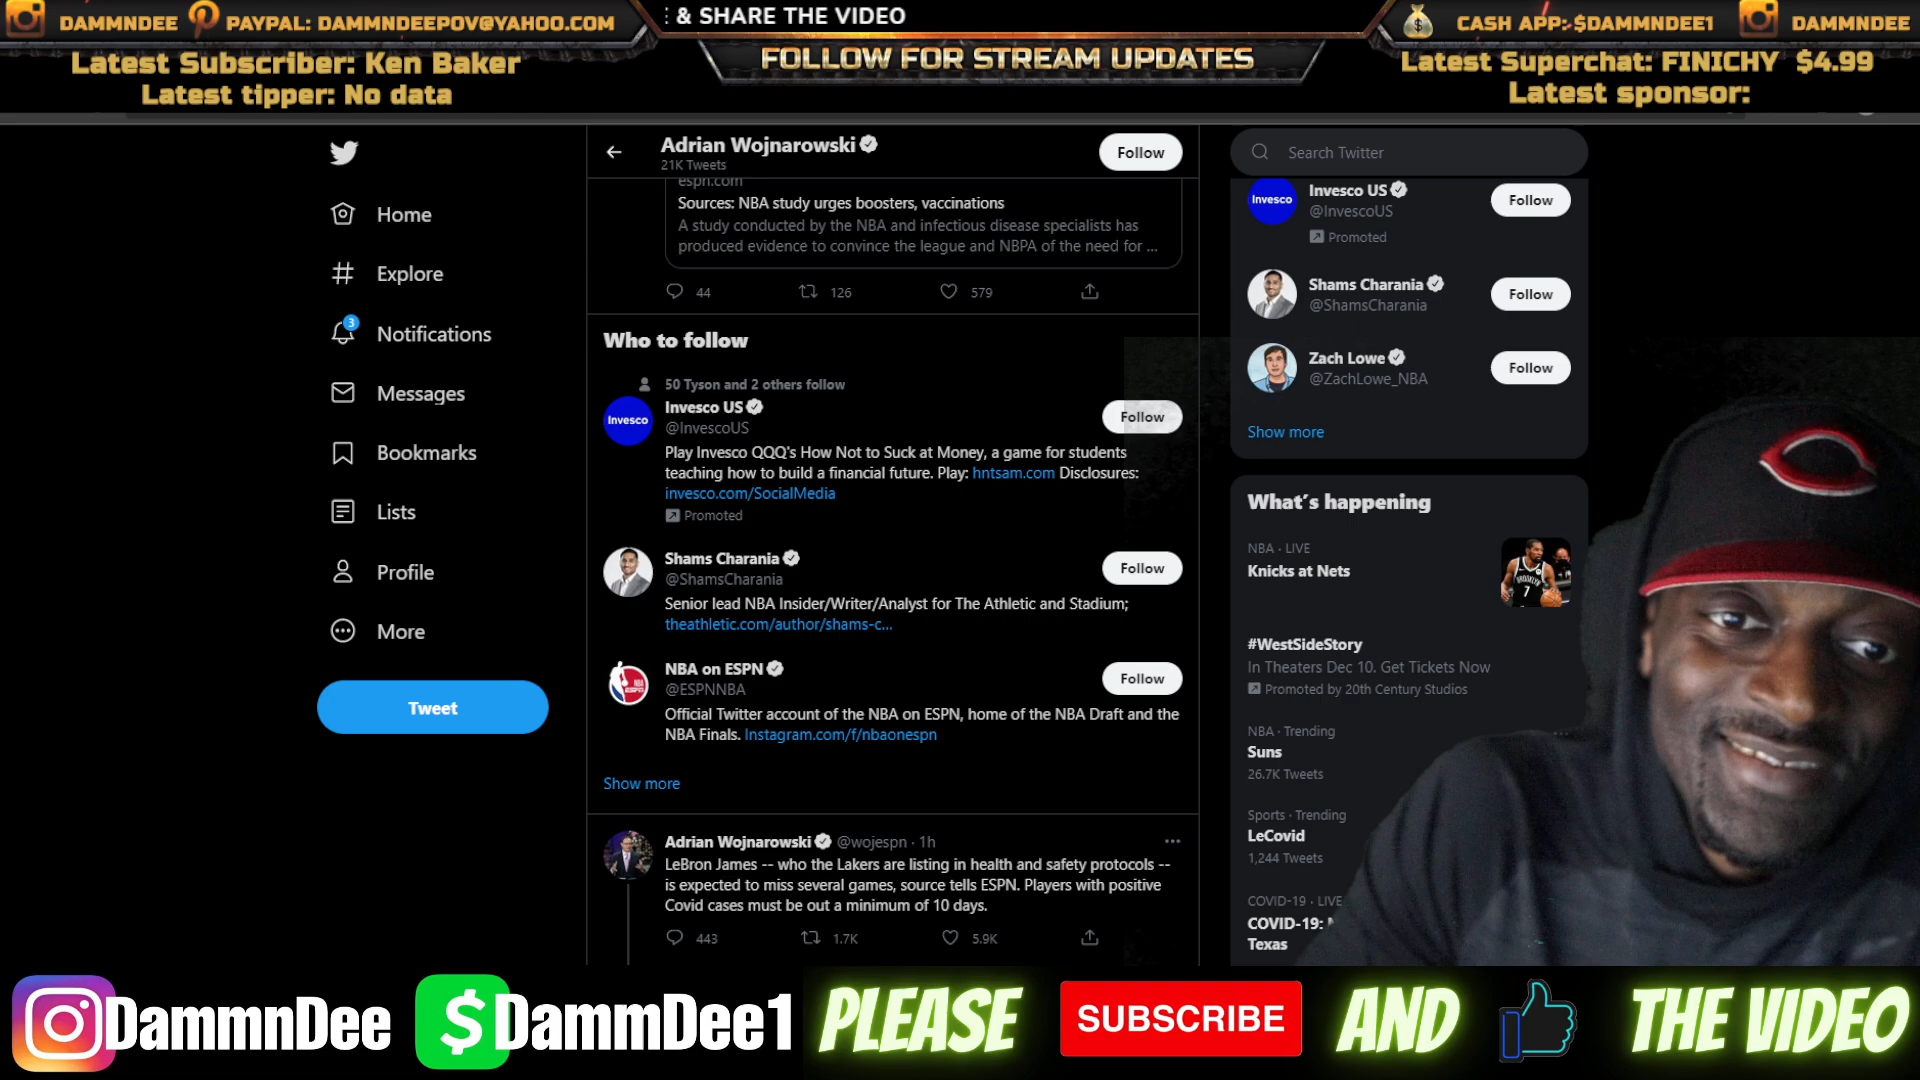 DAMMNDEE
PAYPAL: DAMMNDEEPOV@YAHOO.COM
& SHARE THE VIDEO
CASH APP:-$DAMMNDEE1
DAMMNDEE
Latest Subscriber: Ken Baker
Latest tipper: No data
FOLLOW FOR STREAM UPDATES
Latest Superchat: FINICHY $4.99
Latest sponsor:
Home
Explore
3
Notifications
Messages
Bookmarks
Lists
Profile
More
Tweet
Adrian Wojnarowski
21K Tweets
Follow
espn.com
Sources: NBA study urges boosters, vaccinations
A study conducted by the NBA and infectious disease specialists has
produced evidence to convince the league and NBPA of the need for ...
44 126 579
Who to follow
50 Tyson and 2 others follow
Invesco
Invesco US
@InvescoUS
Follow
Play Invesco QQQ's How Not to Suck at Money, a game for students
teaching how to build a financial future. Play: hntsam.com Disclosures:
invesco.com/SocialMedia
Promoted
Shams Charania
@ShamsCharania
Follow
Senior lead NBA Insider/Writer/Analyst for The Athletic and Stadium;
theathletic.com/author/shams-c...
NBA on ESPN
@ESPNNBA
Follow
Official Twitter account of the NBA on ESPN, home of the NBA Draft and the
NBA Finals. Instagram.com/f/nbaonespn
Show more
Adrian Wojnarowski @wojespn · 1h
LeBron James -- who the Lakers are listing in health and safety protocols --
is expected to miss several games, source tells ESPN. Players with positive
Covid cases must be out a minimum of 10 days.
443 1.7K 5.9K
Search Twitter
Invesco
Invesco US
@InvescoUS
Promoted
Follow
Shams Charania
@ShamsCharania
Follow
Zach Lowe
@ZachLowe_NBA
Follow
Show more
What's happening
NBA · LIVE
Knicks at Nets
BROOKLYN
7
#WestSideStory
In Theaters Dec 10. Get Tickets Now
Promoted by 20th Century Studios
NBA · Trending
Suns
26.7K Tweets
Sports · Trending
LeCovid
1,244 Tweets
COVID-19 · LIVE
COVID-19:
Texas
DammnDee
$ DammDee1
PLEASE
SUBSCRIBE
AND
THE VIDEO